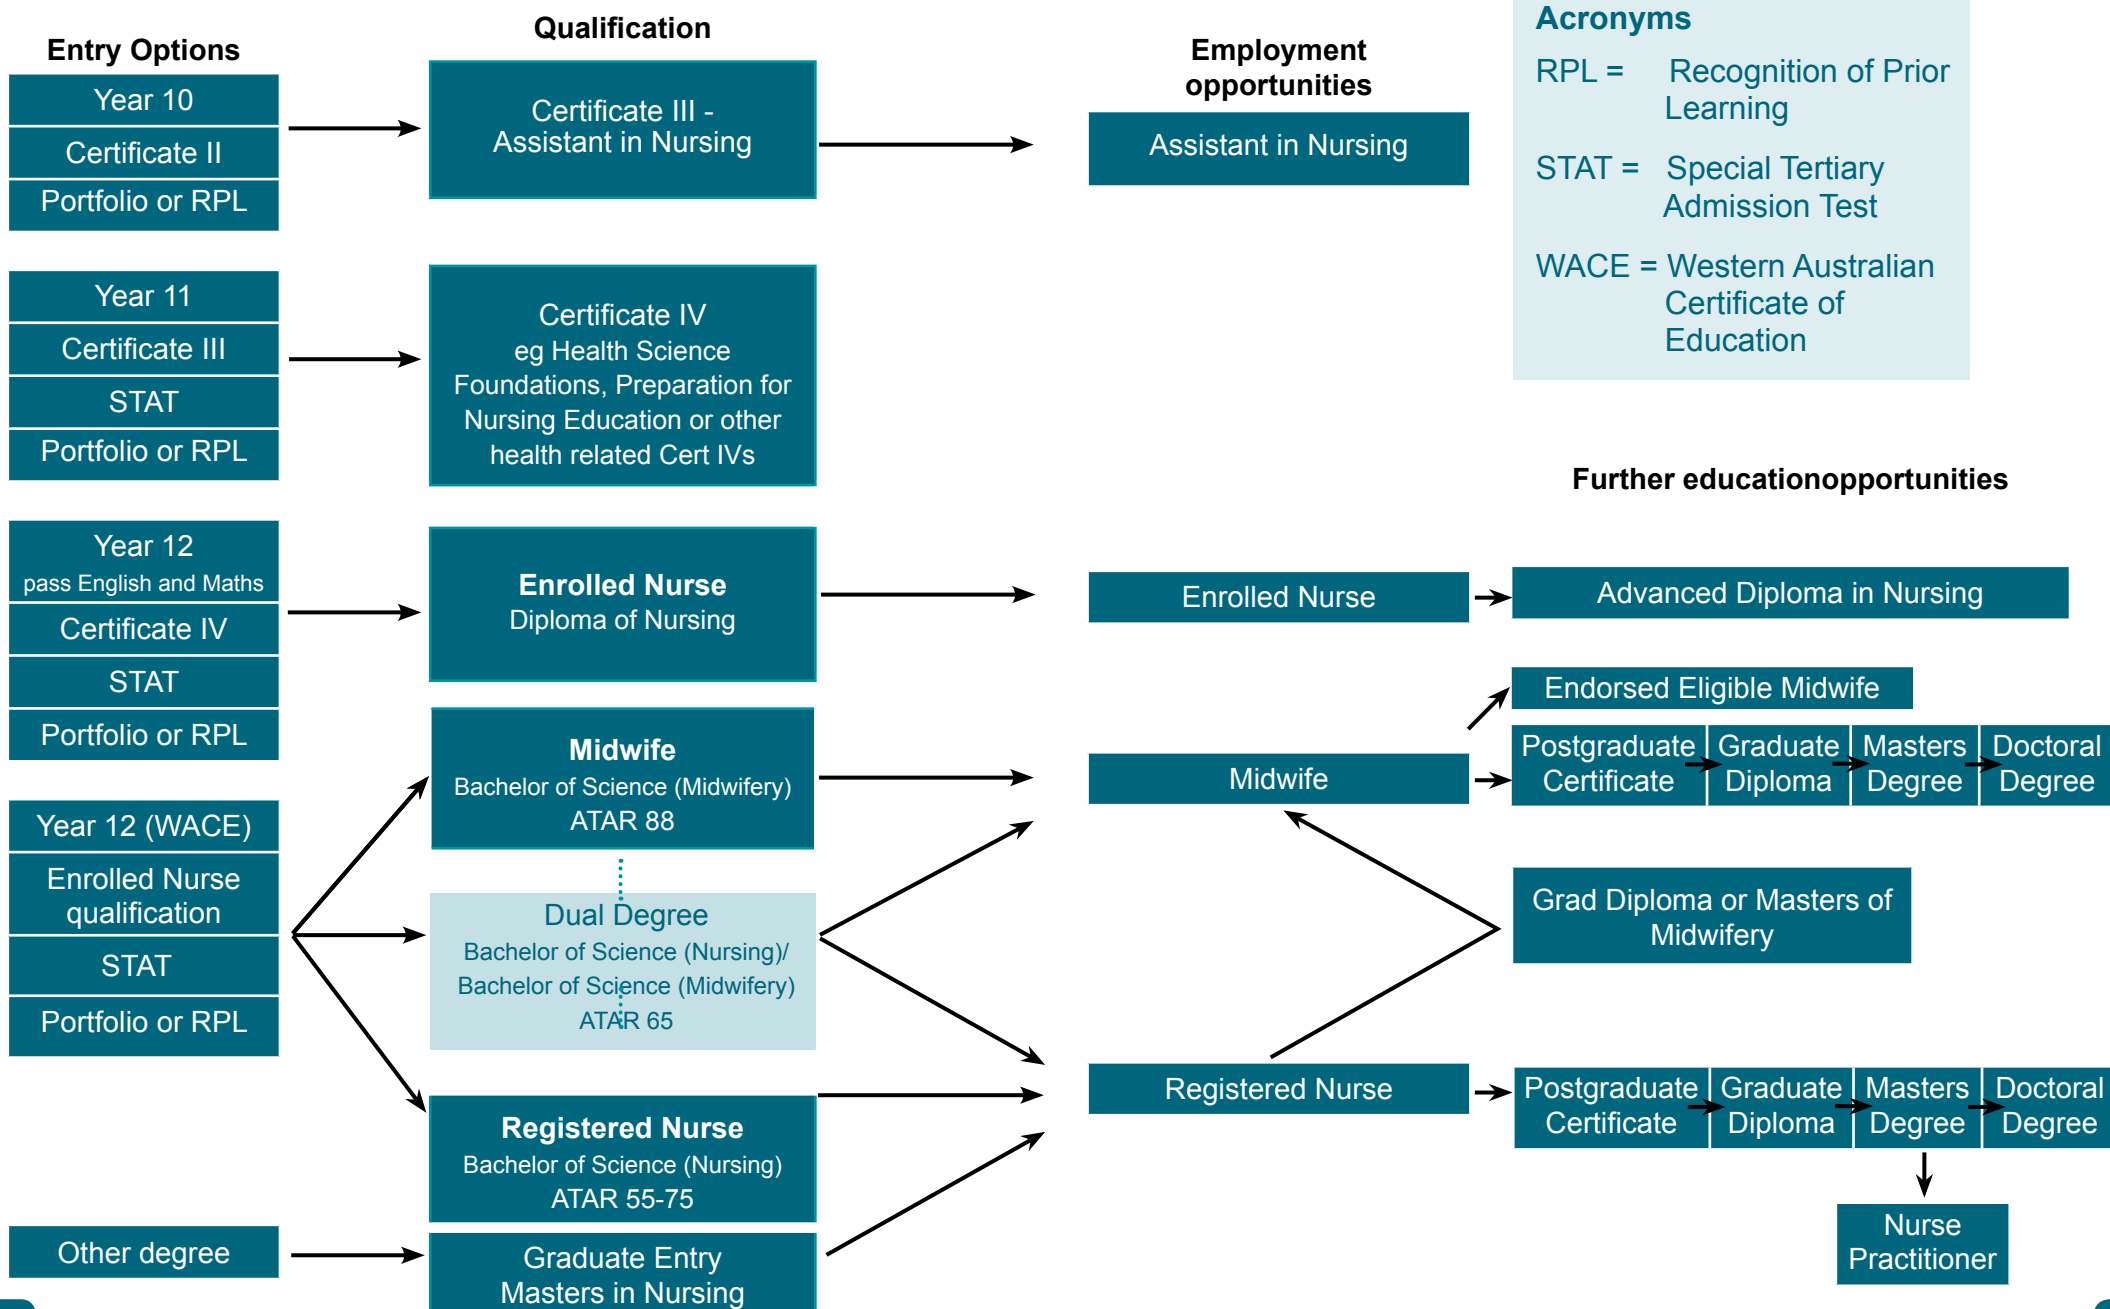 Entry Options
Year 10
Certificate II
Portfolio or RPL
Year 11
Certificate III
STAT
Portfolio or RPL
Year 12
pass English and Maths
Certificate IV
STAT
Portfolio or RPL
Year 12 (WACE)
Enrolled Nurse
qualification
STAT
Portfolio or RPL
Other degree
Qualification
Certificate III -
Assistant in Nursing
Certificate IV
eg Health Science
Foundations, Preparation for
Nursing Education or other
health related Cert IVs
Enrolled Nurse
Diploma of Nursing
Midwife
Bachelor of Science (Midwifery)
ATAR 88
Dual Degree
Bachelor of Science (Nursing)/
Bachelor of Science (Midwifery)
ATAR 65
Registered Nurse
Bachelor of Science (Nursing)
ATAR 55-75
Graduate Entry
Masters in Nursing
Employment
opportunities
Assistant in Nursing
Enrolled Nurse
Midwife
Registered Nurse
Acronyms
RPL = Recognition of Prior
Learning
STAT = Special Tertiary
Admission Test
WACE = Western Australian
Certificate of
Education
Further educationopportunities
Advanced Diploma in Nursing
Endorsed Eligible Midwife
Postgraduate
Certificate
Graduate
Diploma
Masters
Degree
Doctoral
Degree
Grad Diploma or Masters of
Midwifery
Postgraduate
Certificate
Graduate
Diploma
Masters
Degree
Doctoral
Degree
Nurse
Practitioner